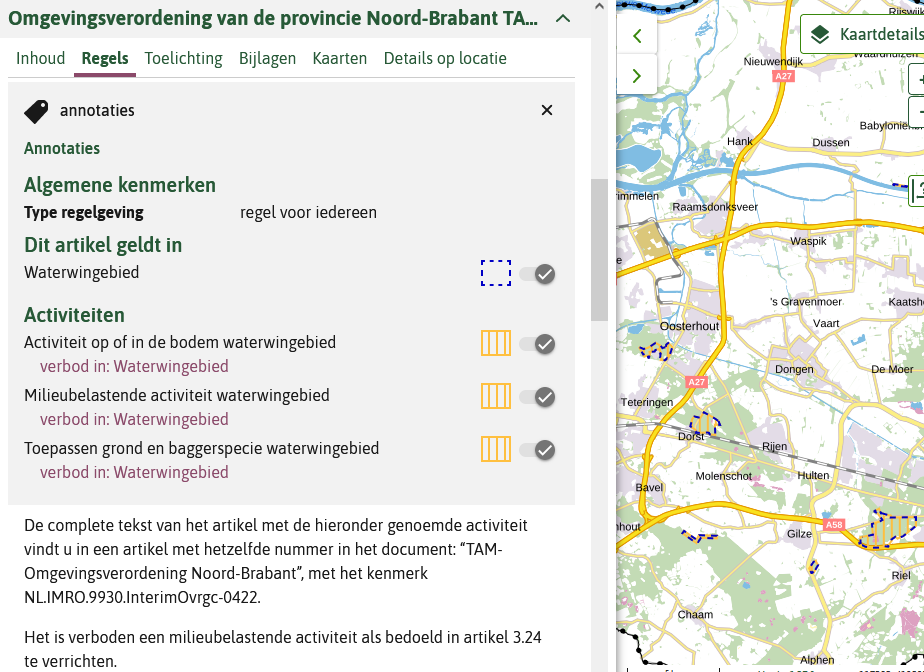 Omgevingsverordening van de provincie Noord-Brabant TA...
Inhoud Regels Toelichting Bijlagen Kaarten Details op locatie
annotaties
Annotaties
Algemene kenmerken
Type regelgeving regel voor iedereen
Dit artikel geldt in
Waterwingebied
Activiteiten
Activiteit op of in de bodem waterwingebied
verbod in: Waterwingebied
Milieubelastende activiteit waterwingebied
verbod in: Waterwingebied
Toepassen grond en baggerspecie waterwingebied
verbod in: Waterwingebied
De complete tekst van het artikel met de hieronder genoemde activiteit
vindt u in een artikel met hetzelfde nummer in het document: “TAM-
Omgevingsverordening Noord-Brabant”, met het kenmerk
NL.IMRO.9930.InterimOvrgc-0422.
Het is verboden een milieubelastende activiteit als bedoeld in artikel 3.24
te verrichten.
Kaartdetails
Nieuwendijk
A27
Hank
Dussen
Raamsdonksveer
Waspik
's Gravenmoer
Vaart
Oosterhout
Dongen
De Moer
A27
Teteringen
Dorst
Rijen
Molenschot
Hulten
Bavel
A58
Gilze
Riel
Chaam
Alphen